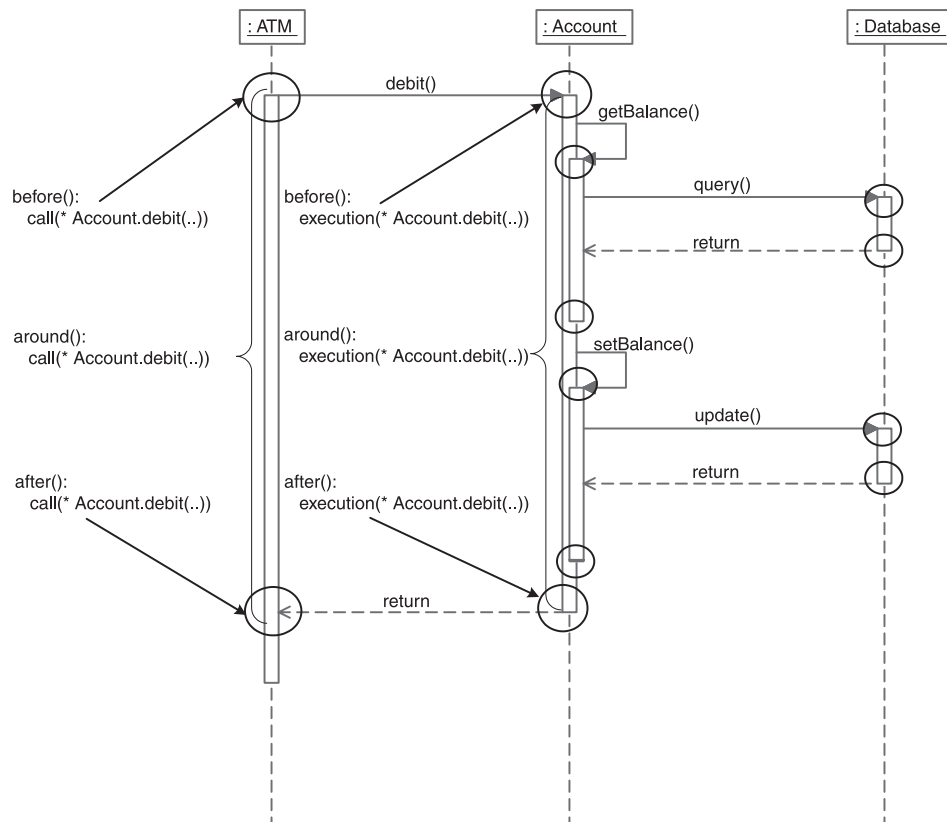 : ATM
: Account
: Database
debit()
getBalance()
before():
call(* Account.debit(..))
before():
execution(* Account.debit(..))
query()
return
around():
call(* Account.debit(..))
around():
execution(* Account.debit(..))
setBalance()
update()
return
after():
call(* Account.debit(..))
after():
execution(* Account.debit(..))
return